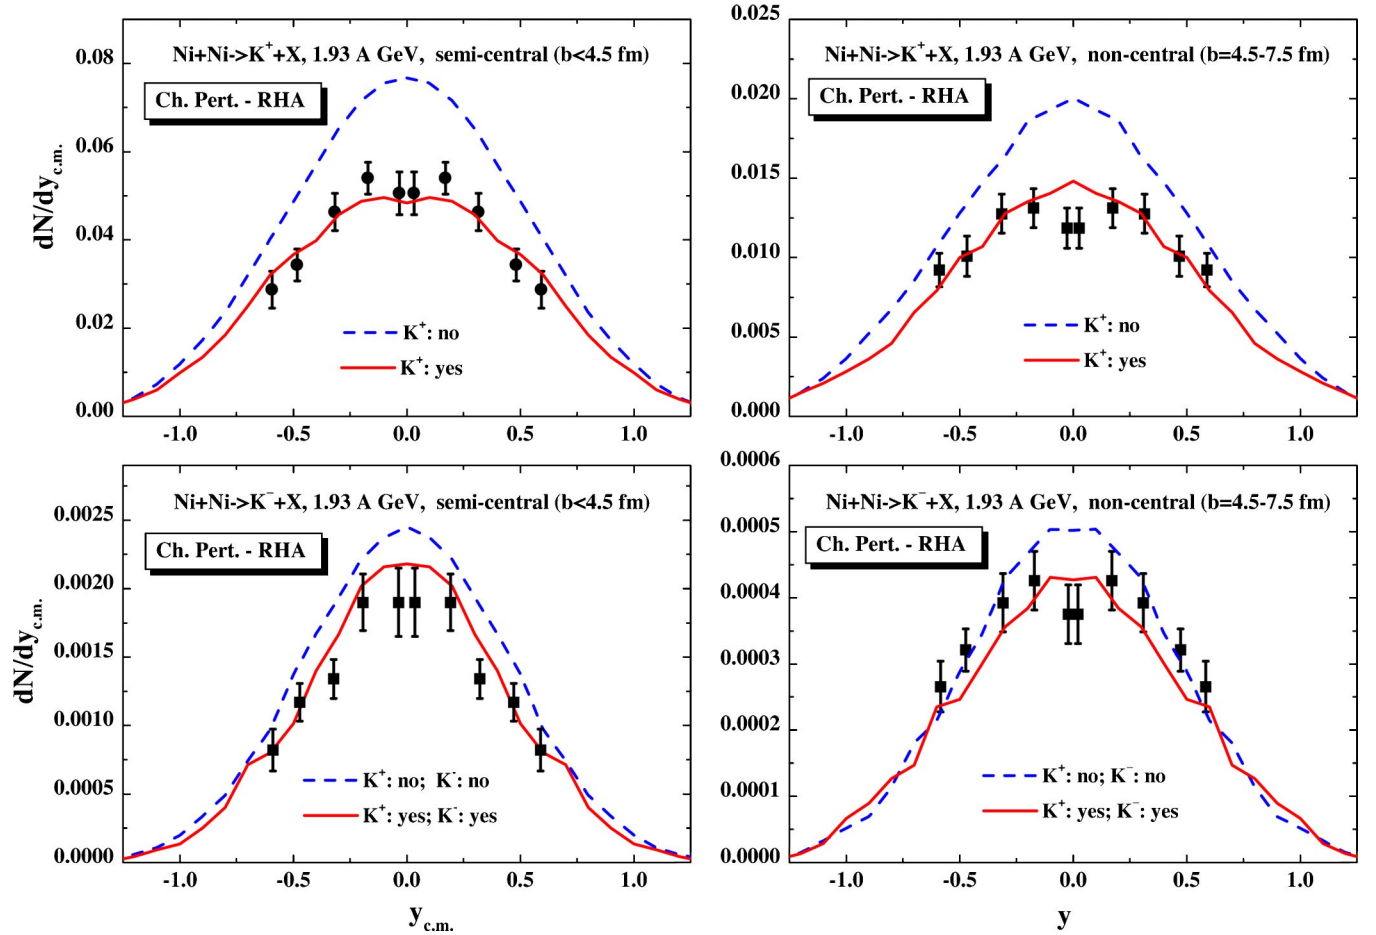 Ni+Ni->K⁺+X, 1.93 A GeV, semi-central (b<4.5 fm)
Ch. Pert. - RHA
dN/dy c.m.
0.08
0.06
0.04
0.02
0.00
K⁺: no
K⁺: yes
-1.0 -0.5 0.0 0.5 1.0
0.025
Ni+Ni->K⁺+X, 1.93 A GeV, non-central (b=4.5-7.5 fm)
Ch. Pert. - RHA
0.020
0.015
0.010
0.005
0.000
K⁺: no
K⁺: yes
-1.0 -0.5 0.0 0.5 1.0
Ni+Ni->K⁻+X, 1.93 A GeV, semi-central (b<4.5 fm)
Ch. Pert. - RHA
dN/dy c.m.
0.0025
0.0020
0.0015
0.0010
0.0005
0.0000
K⁺: no; K⁻: no
K⁺: yes; K⁻: yes
-1.0 -0.5 0.0 0.5 1.0
y c.m.
0.0006
Ni+Ni->K⁻+X, 1.93 A GeV, non-central (b=4.5-7.5 fm)
Ch. Pert. - RHA
0.0005
0.0004
0.0003
0.0002
0.0001
0.0000
K⁺: no; K⁻: no
K⁺: yes; K⁻: yes
-1.0 -0.5 0.0 0.5 1.0
y